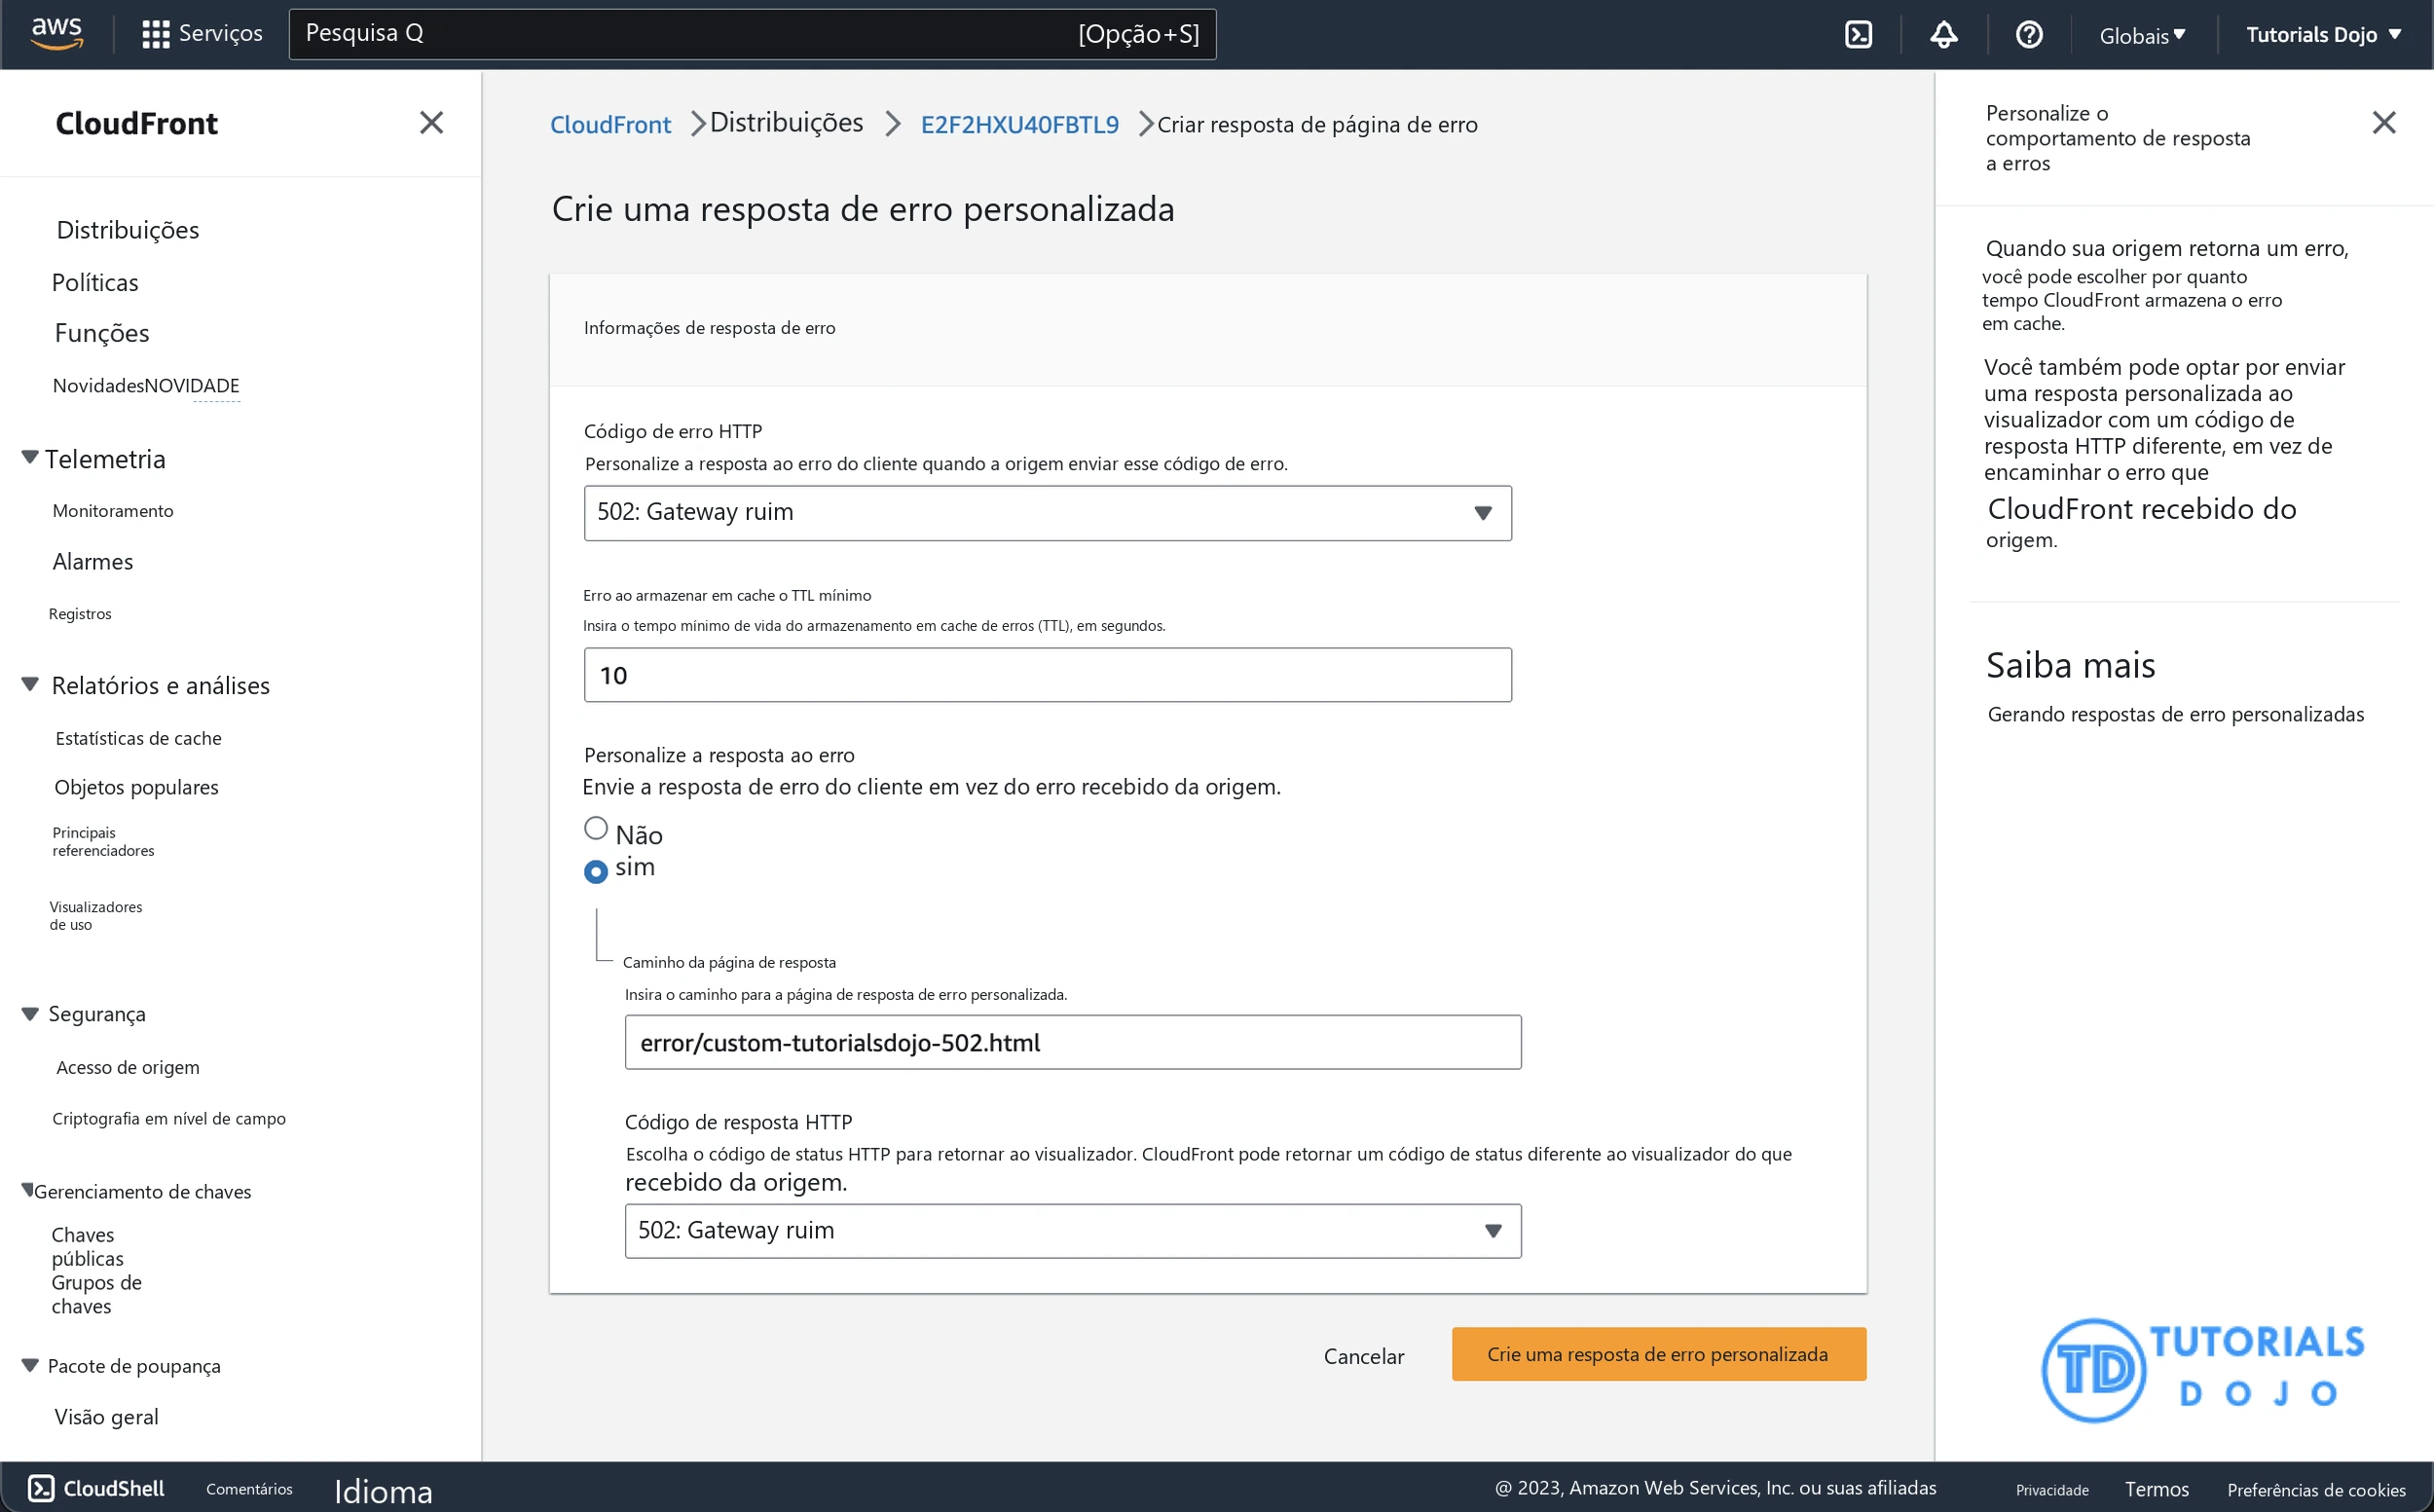 aws
Serviços
Pesquisa Q
[Opção+S]
Globais
Tutorials Dojo
CloudFront
Distribuições
Políticas
Funções
NovidadesNOVIDADE
Telemetria
Monitoramento
Alarmes
Registros
Relatórios e análises
Estatísticas de cache
Objetos populares
Principais
referenciadores
Visualizadores
de uso
Segurança
Acesso de origem
Criptografia em nível de campo
Gerenciamento de chaves
Chaves
públicas
Grupos de
chaves
Pacote de poupança
Visão geral
CloudFront
Distribuições
E2F2HXU40FBTL9
Criar resposta de página de erro
Crie uma resposta de erro personalizada
Informações de resposta de erro
Código de erro HTTP
Personalize a resposta ao erro do cliente quando a origem enviar esse código de erro.
502: Gateway ruim
Erro ao armazenar em cache o TTL mínimo
Insira o tempo mínimo de vida do armazenamento em cache de erros (TTL), em segundos.
10
Personalize a resposta ao erro
Envie a resposta de erro do cliente em vez do erro recebido da origem.
Não
sim
Caminho da página de resposta
Insira o caminho para a página de resposta de erro personalizada.
error/custom-tutorialsdojo-502.html
Código de resposta HTTP
Escolha o código de status HTTP para retornar ao visualizador. CloudFront pode retornar um código de status diferente ao visualizador do que
recebido da origem.
502: Gateway ruim
Cancelar
Crie uma resposta de erro personalizada
Personalize o
comportamento de resposta
a erros
Quando sua origem retorna um erro,
você pode escolher por quanto
tempo CloudFront armazena o erro
em cache.
Você também pode optar por enviar
uma resposta personalizada ao
visualizador com um código de
resposta HTTP diferente, em vez de
encaminhar o erro que
CloudFront recebido do
origem.
Saiba mais
Gerando respostas de erro personalizadas
TD
TUTORIALS
DOJO
CloudShell
Comentários
Idioma
@ 2023, Amazon Web Services, Inc. ou suas afiliadas
Privacidade
Termos
Preferências de cookies